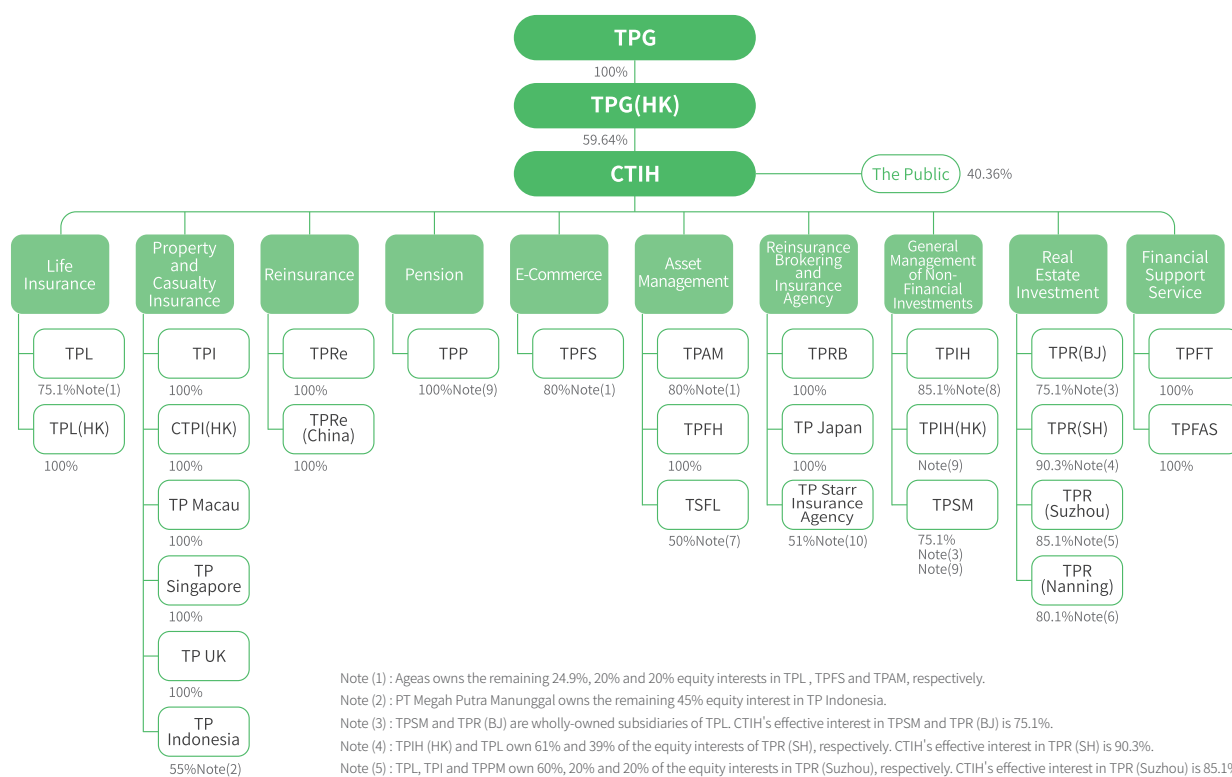 TPG
100%
TPG(HK)
59.64%
CTIH
The Public
40.36%
Life
Insurance
TPL
75.1%Note(1)
TPL(HK)
100%
Property
and
Casualty
Insurance
TPI
100%
CTPI(HK)
100%
TP Macau
100%
TP
Singapore
100%
TP UK
100%
TP
Indonesia
55%Note(2)
Reinsurance
TPRe
100%
TPRe
(China)
100%
Pension
TPP
100%Note(9)
E-Commerce
TPFS
80%Note(1)
Asset
Management
TPAM
80%Note(1)
TPFH
100%
TSFL
50%Note(7)
Reinsurance
Brokering
and
Insurance
Agency
TPRB
100%
TP Japan
100%
TP Starr
Insurance
Agency
51%Note(10)
General
Management
of Non-
Financial
Investments
TPIH
85.1%Note(8)
TPIH(HK)
Note(9)
TPSM
75.1%
Note(3)
Note(9)
Real
Estate
Investment
TPR(BJ)
75.1%Note(3)
TPR(SH)
90.3%Note(4)
TPR
(Suzhou)
85.1%Note(5)
TPR
(Nanning)
80.1%Note(6)
Financial
Support
Service
TPFT
100%
TPFAS
100%
Note (1) : Ageas owns the remaining 24.9%, 20% and 20% equity interests in TPL , TPFS and TPAM, respectively.
Note (2) : PT Megah Putra Manunggal owns the remaining 45% equity interest in TP Indonesia.
Note (3) : TPSM and TPR (BJ) are wholly-owned subsidiaries of TPL. CTIH's effective interest in TPSM and TPR (BJ) is 75.1%.
Note (4) : TPIH (HK) and TPL own 61% and 39% of the equity interests of TPR (SH), respectively. CTIH's effective interest in TPR (SH) is 90.3%.
Note (5) : TPL, TPI and TPPM own 60%, 20% and 20% of the equity interests in TPR (Suzhou), respectively. CTIH's effective interest in TPR (Suzhou) is 85.1%